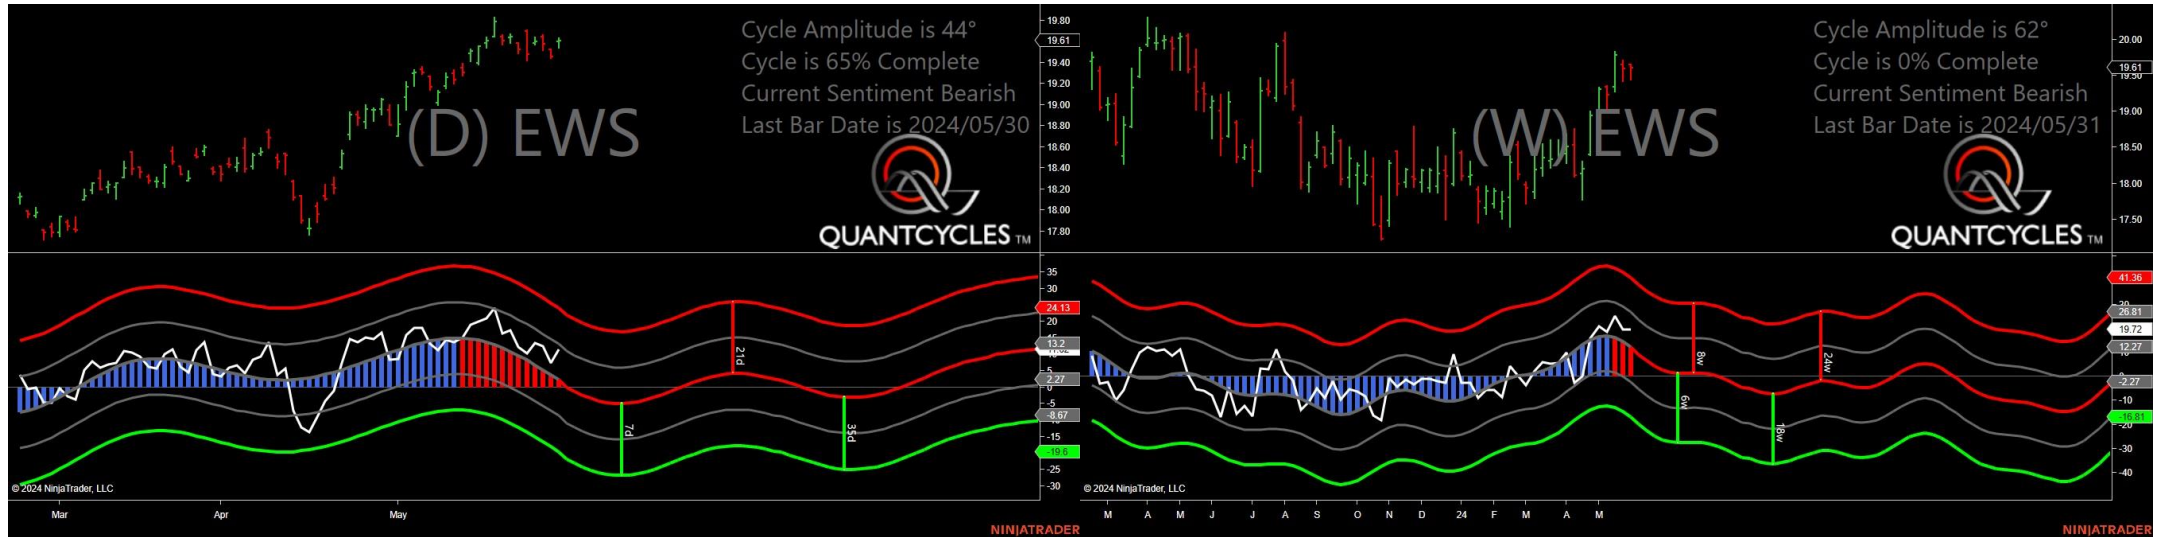 Cycle Amplitude is 44°
Cycle is 65% Complete
Current Sentiment Bearish
Last Bar Date is 2024/05/30
(D) EWS
QUANTCYCLES TM
19.80
19.61
19.40
19.20
19.00
18.80
18.60
18.40
18.20
18.00
17.80
35
30
24.13
20
15
13.2
5
2.27
0
-5
-8.67
-15
-19.6
-25
-30
21d
7d
35d
© 2024 NinjaTrader, LLC
Mar Apr May
NINJATRADER
Cycle Amplitude is 62°
Cycle is 0% Complete
Current Sentiment Bearish
Last Bar Date is 2024/05/31
(W) EWS
QUANTCYCLES TM
20.00
19.61
19.50
19.00
18.50
18.00
17.50
41.36
30
26.81
19.72
12.27
0
-2.27
-10
-16.81
-20
-30
-40
8w
24w
6w
18w
© 2024 NinjaTrader, LLC
M A M J J A S O N D 24 F M A M
NINJATRADER